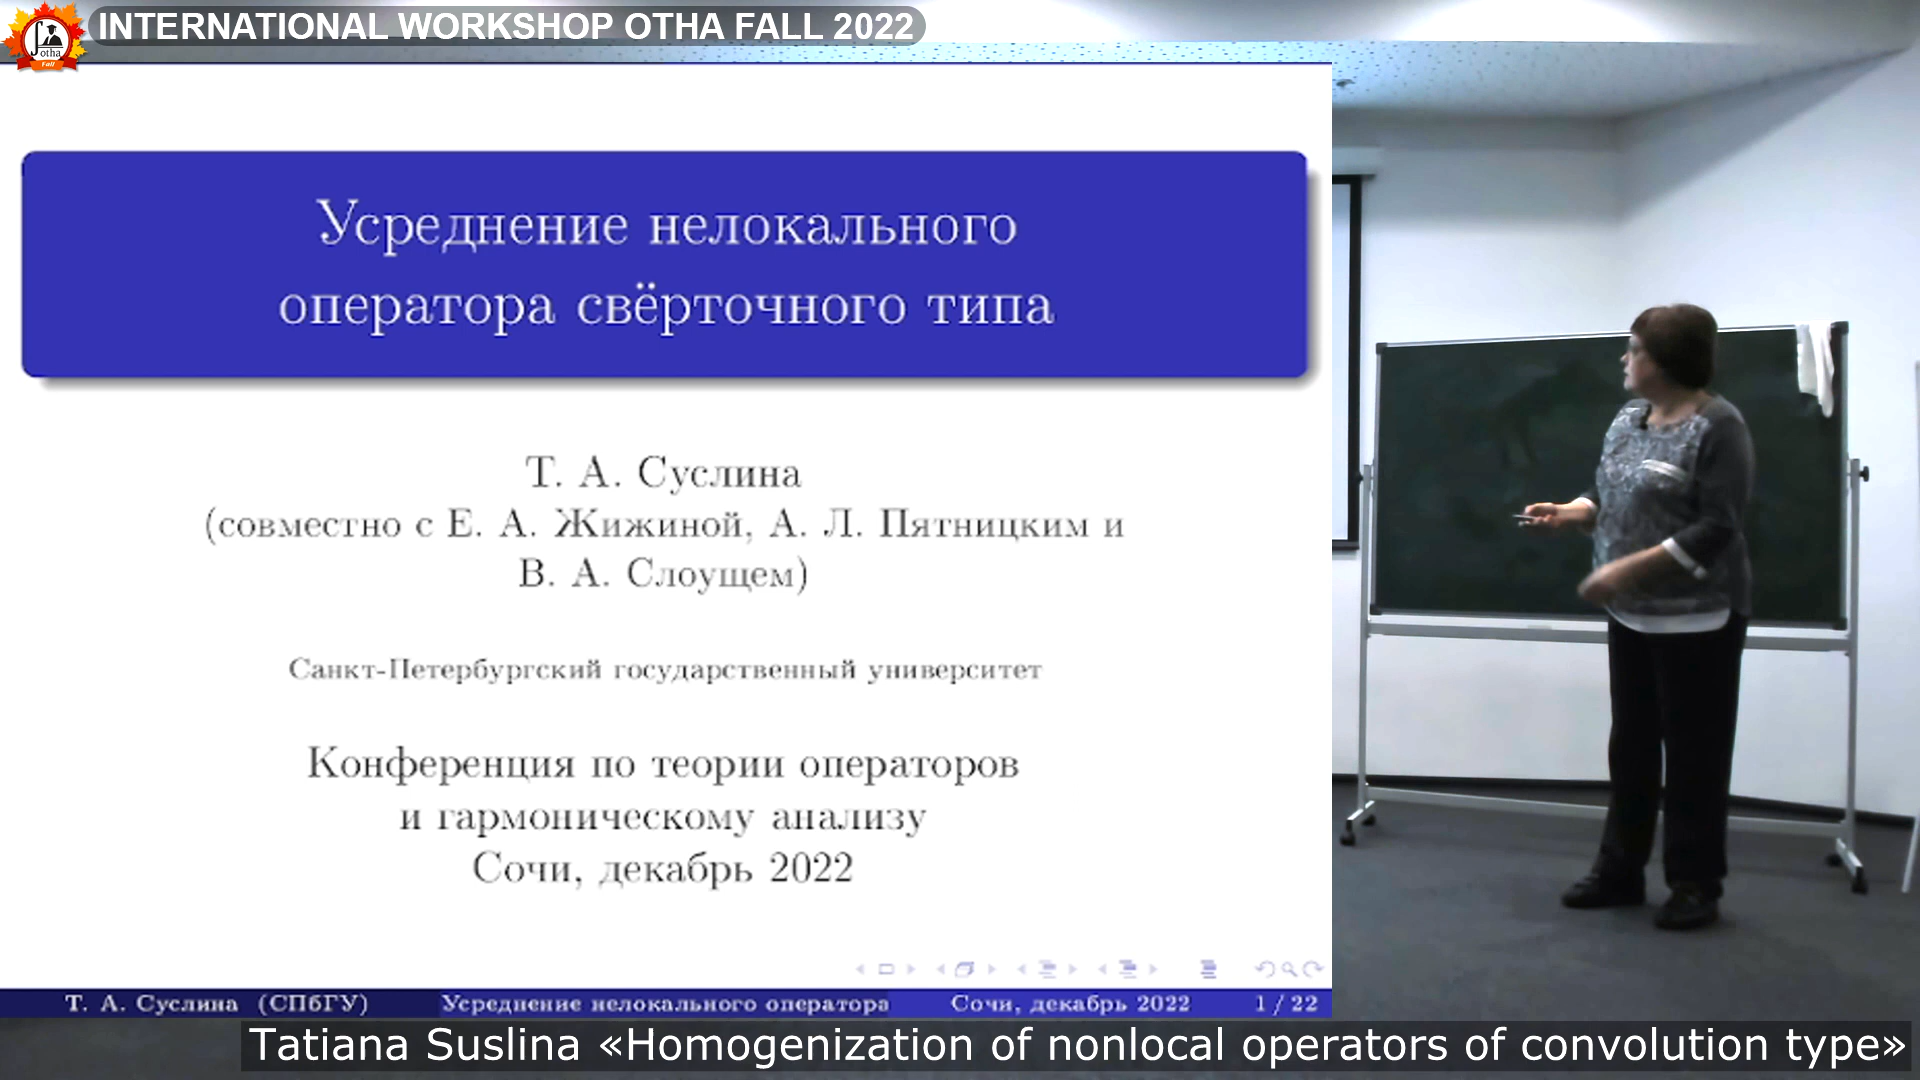 INTERNATIONAL WORKSHOP OTHA FALL 2022
otha
Fall
Усреднение нелокального
оператора свёрточного типа
Т. А. Суслина
(совместно с Е. А. Жижиной, А. Л. Пятницким и
В. А. Слоущем)
Санкт-Петербургский государственный университет
Конференция по теории операторов
и гармоническому анализу
Сочи, декабрь 2022
Т. А. Суслина (СПбГУ) Усреднение нелокального оператора Сочи, декабрь 2022 1 / 22
Tatiana Suslina «Homogenization of nonlocal operators of convolution type»